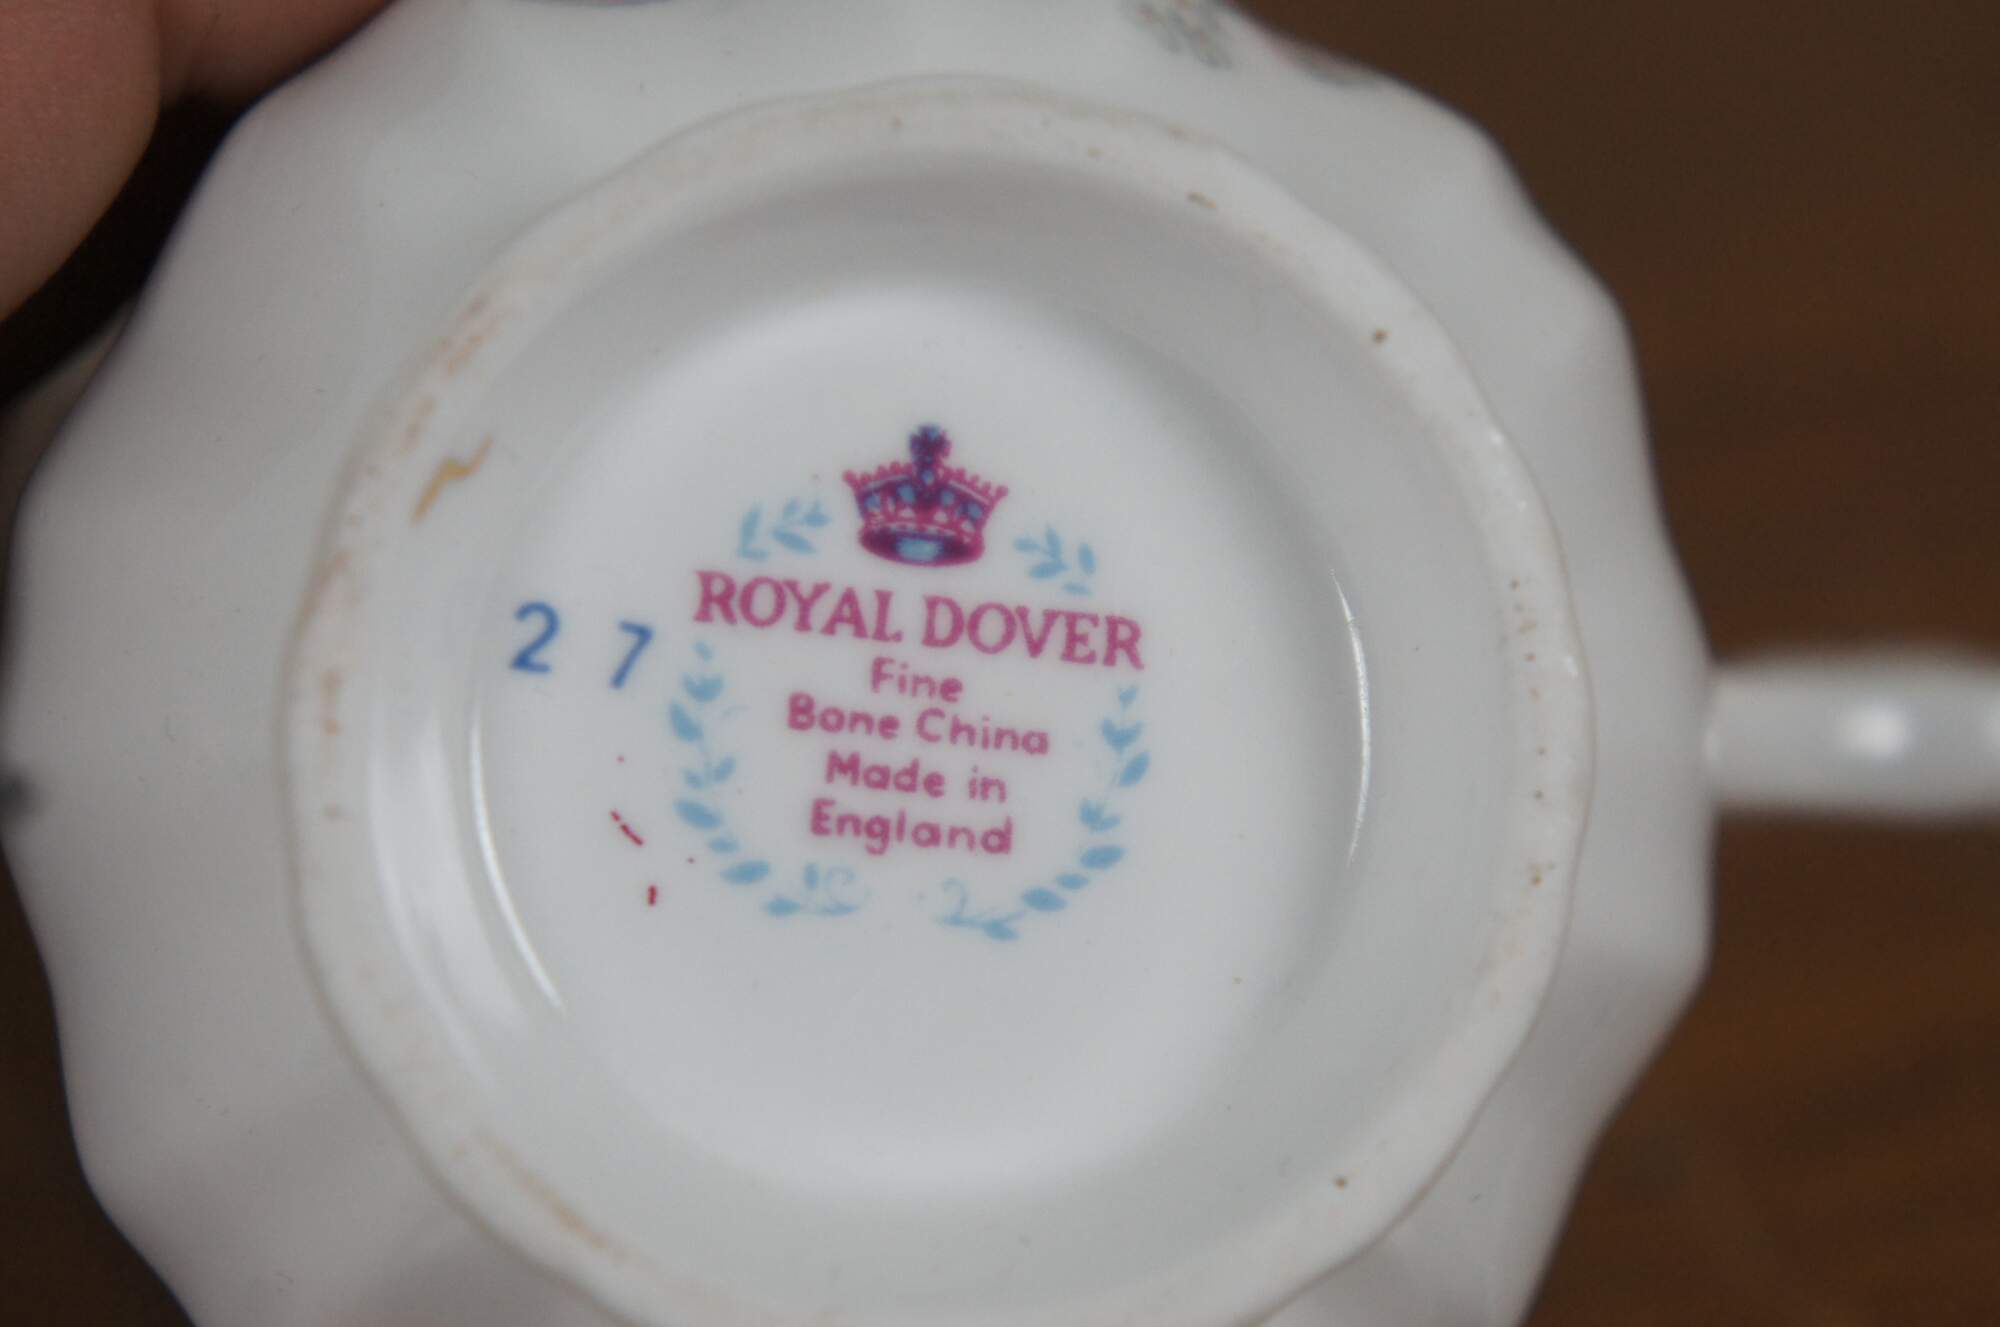 ROYAL DOVER
Fine
Bone China
Made in
England
2 7